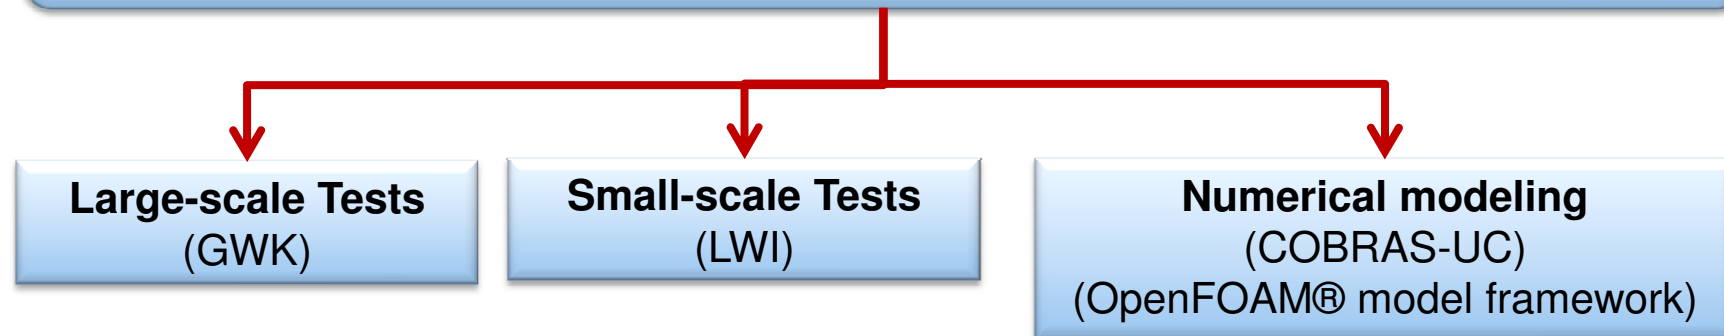 Large-scale Tests
(GWK)
Small-scale Tests
(LWI)
Numerical modeling
(COBRAS-UC)
(OpenFOAM® model framework)